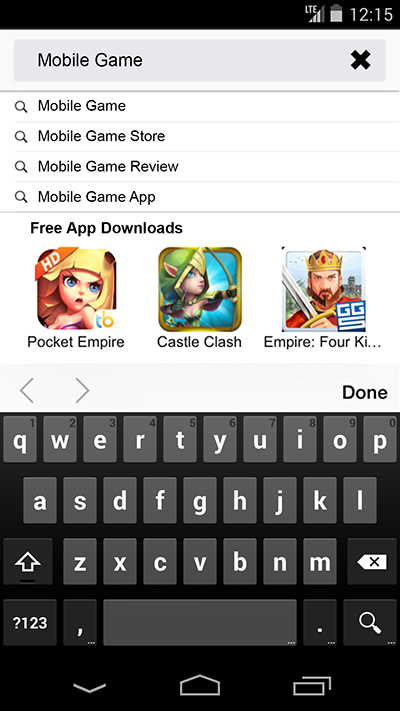 LTE 12:15
Mobile Game
Mobile Game
Mobile Game Store
Mobile Game Review
Mobile Game App
Free App Downloads
HD
tb
GGS
Pocket Empire Castle Clash Empire: Four Ki...
Done
1 2 3 4 5 6 7 8 9 0
q w e r t y u i o p
a s d f g h j k l
z x c v b n m
?123 , ... ... . ... ...